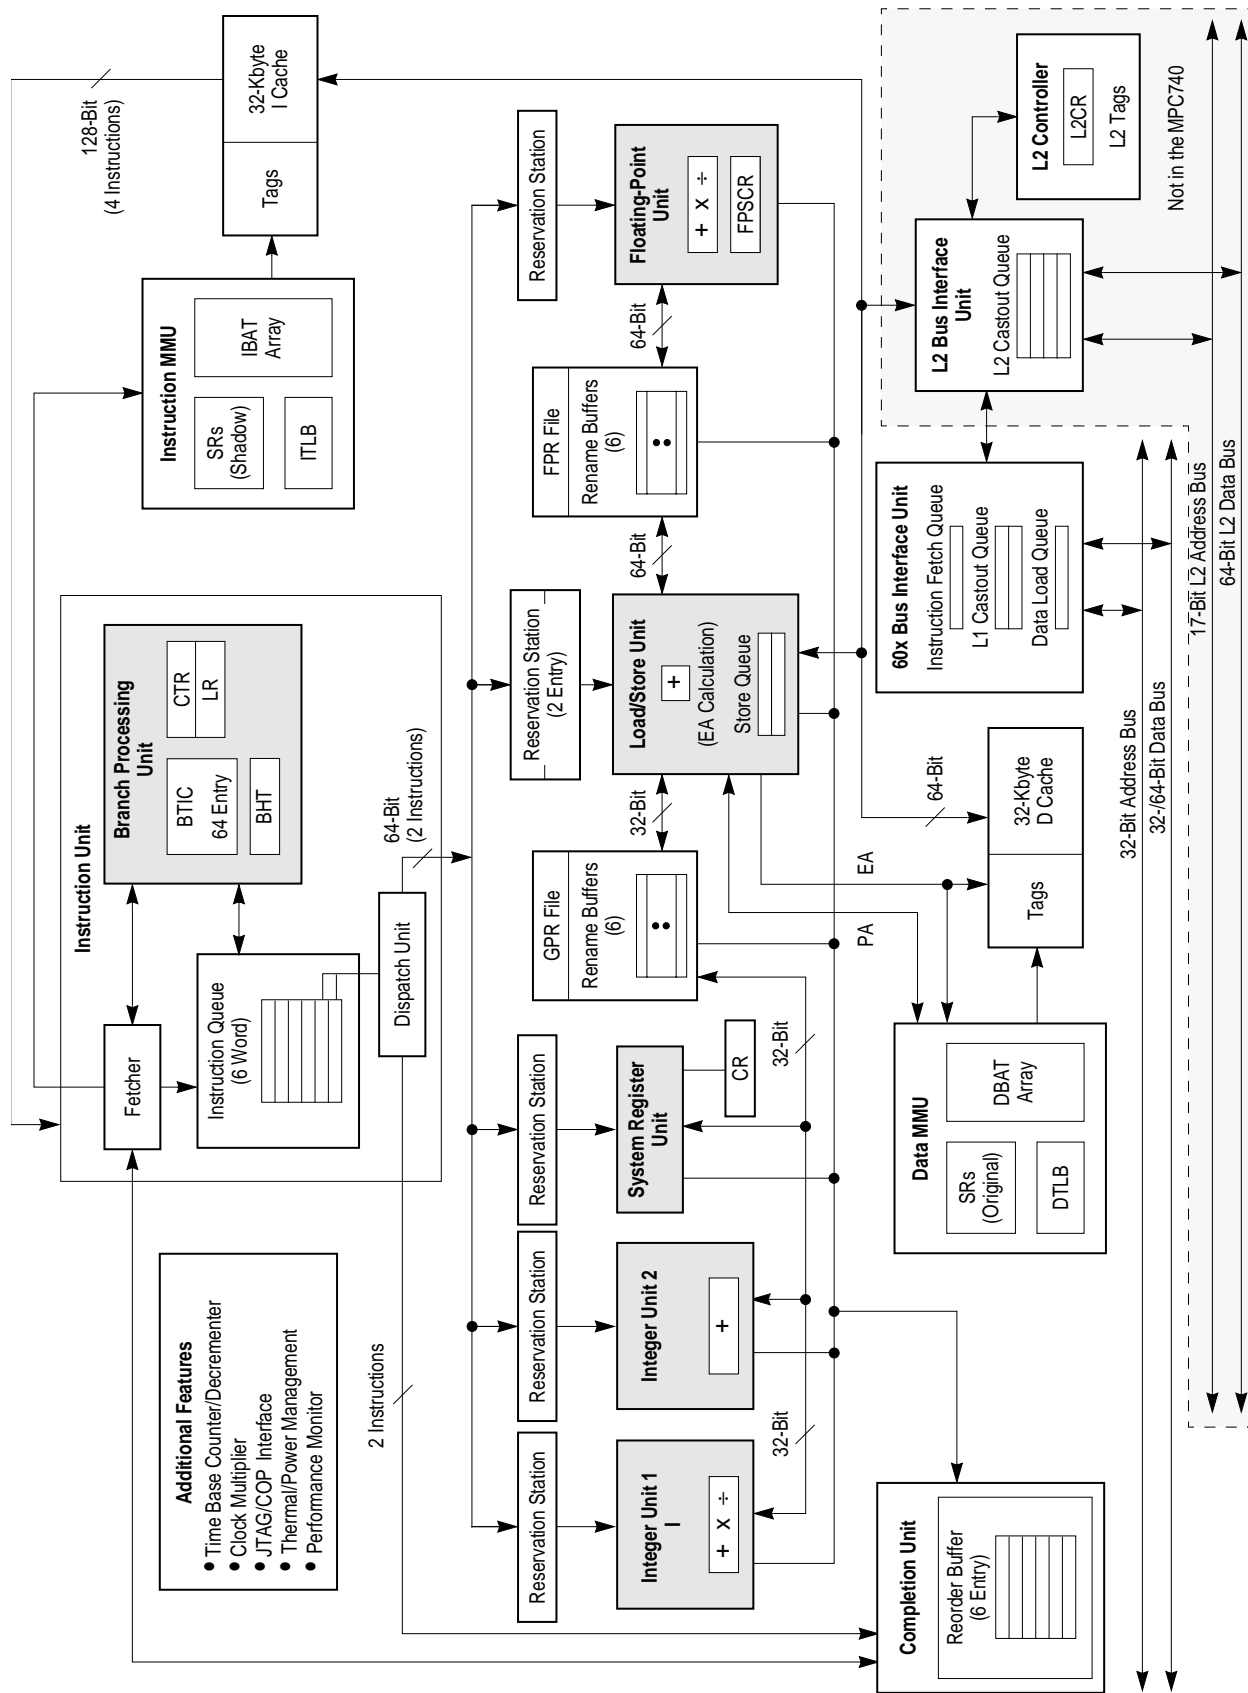 Additional Features
• Time Base Counter/Decrementer
• Clock Multiplier
• JTAG/COP Interface
• Thermal/Power Management
• Performance Monitor
Instruction Unit
Fetcher
Branch Processing
Unit
BTIC
64 Entry
CTR
LR
BHT
Instruction Queue
(6 Word)
Dispatch Unit
2 Instructions
64-Bit
(2 Instructions)
Instruction MMU
SRs
(Shadow)
IBAT
Array
ITLB
128-Bit
(4 Instructions)
Tags
32-Kbyte
I Cache
Reservation Station
Reservation Station
Reservation Station
Reservation Station
(2 Entry)
Reservation Station
Integer Unit 1
I
+ x ÷
Integer Unit 2
+
System Register
Unit
CR
32-Bit
32-Bit
GPR File
Rename Buffers
(6)
32-Bit
Load/Store Unit
+
(EA Calculation)
Store Queue
64-Bit
FPR File
Rename Buffers
(6)
64-Bit
Floating-Point
Unit
+ x ÷
FPSCR
PA
EA
64-Bit
Completion Unit
Reorder Buffer
(6 Entry)
Data MMU
SRs
(Original)
DBAT
Array
DTLB
Tags
32-Kbyte
D Cache
60x Bus Interface Unit
Instruction Fetch Queue
L1 Castout Queue
Data Load Queue
L2 Bus Interface
Unit
L2 Castout Queue
L2 Controller
L2CR
L2 Tags
Not in the MPC740
32-Bit Address Bus
32-/64-Bit Data Bus
17-Bit L2 Address Bus
64-Bit L2 Data Bus